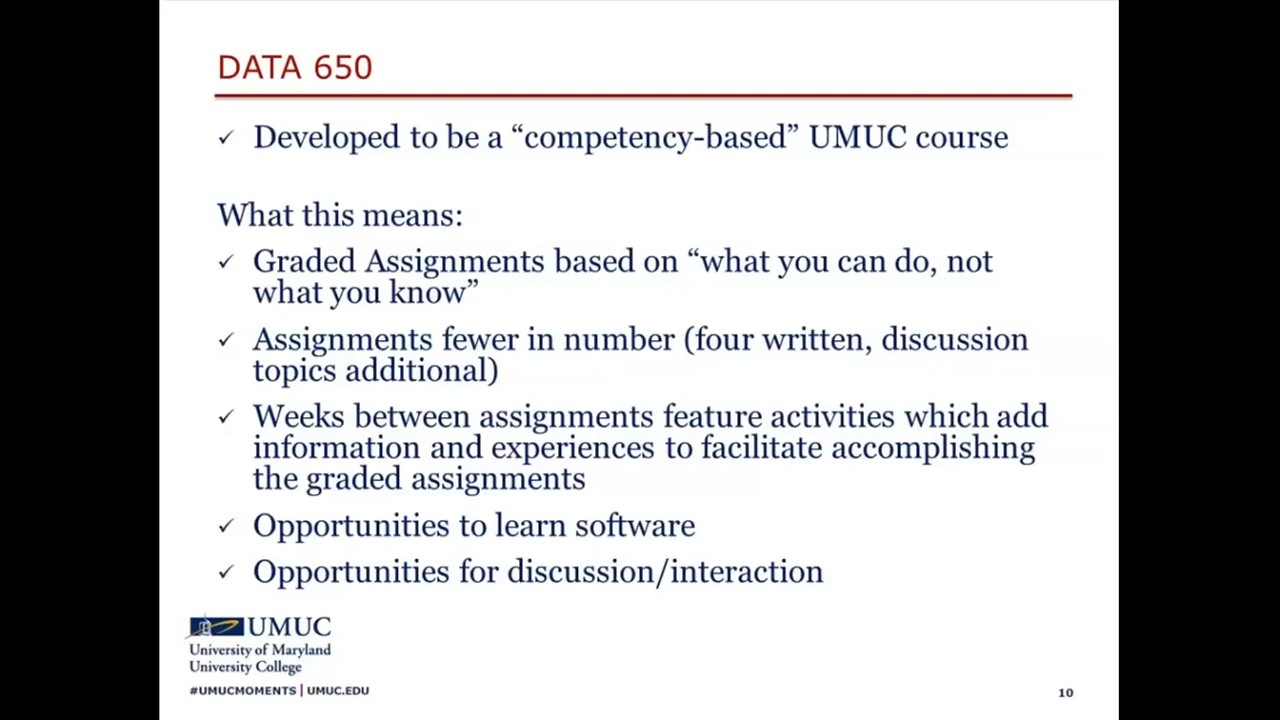 DATA 650
✓ Developed to be a “competency-based” UMUC course
What this means:
✓ Graded Assignments based on “what you can do, not
what you know”
✓ Assignments fewer in number (four written, discussion
topics additional)
✓ Weeks between assignments feature activities which add
information and experiences to facilitate accomplishing
the graded assignments
✓ Opportunities to learn software
✓ Opportunities for discussion/interaction
UMUC
University of Maryland
University College
#UMUCMOMENTS | UMUC.EDU
10